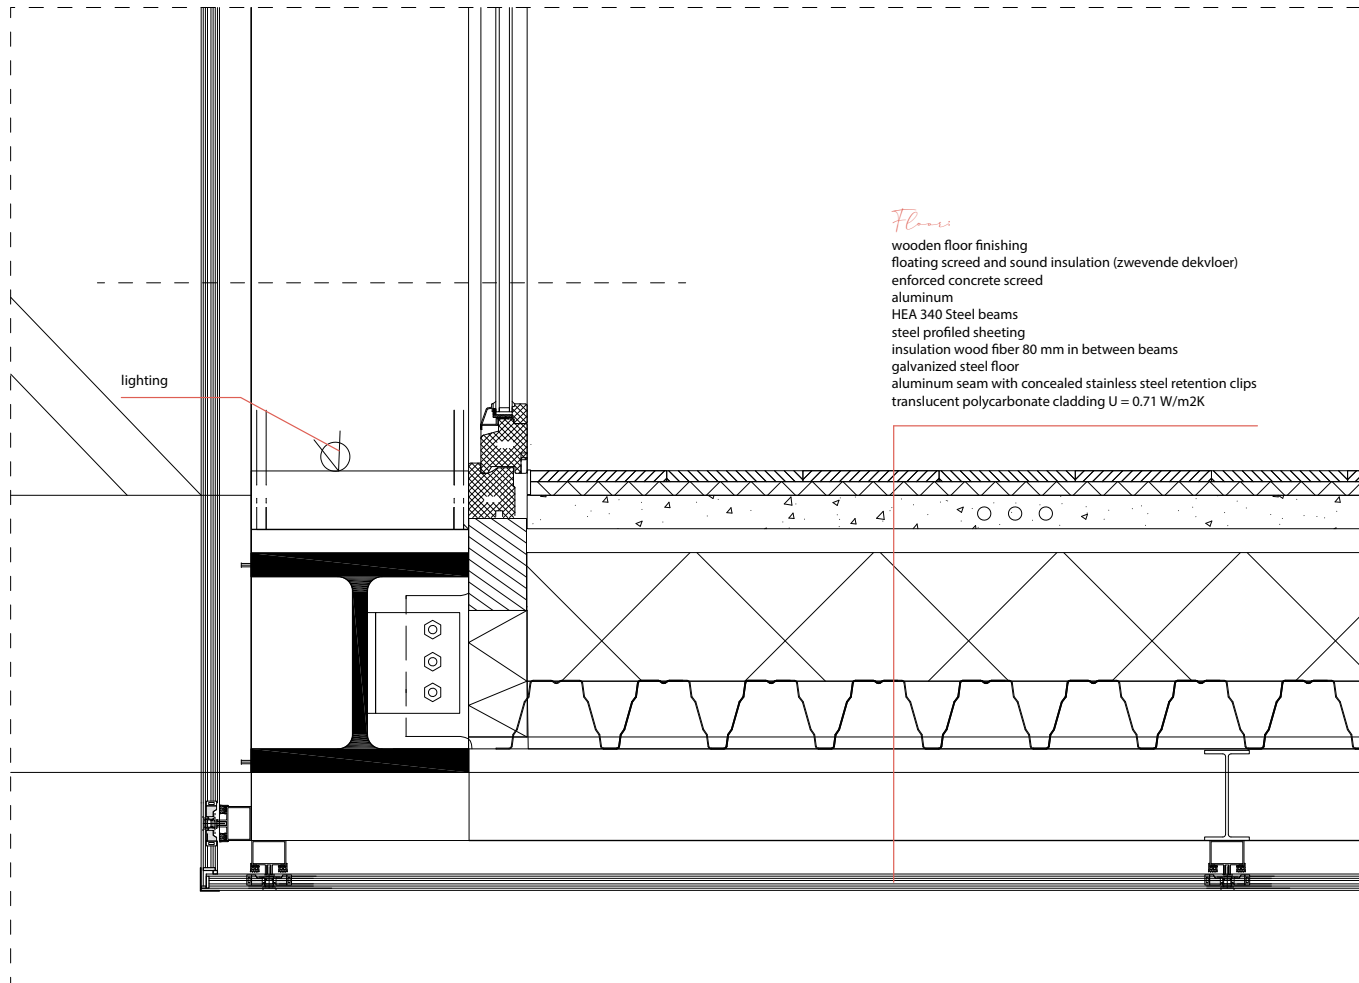 Floor:
wooden floor finishing
floating screed and sound insulation (zwevende dekvloer)
enforced concrete screed
aluminum
HEA 340 Steel beams
steel profiled sheeting
insulation wood fiber 80 mm in between beams
galvanized steel floor
aluminum seam with concealed stainless steel retention clips
translucent polycarbonate cladding U = 0.71 W/m2K
lighting